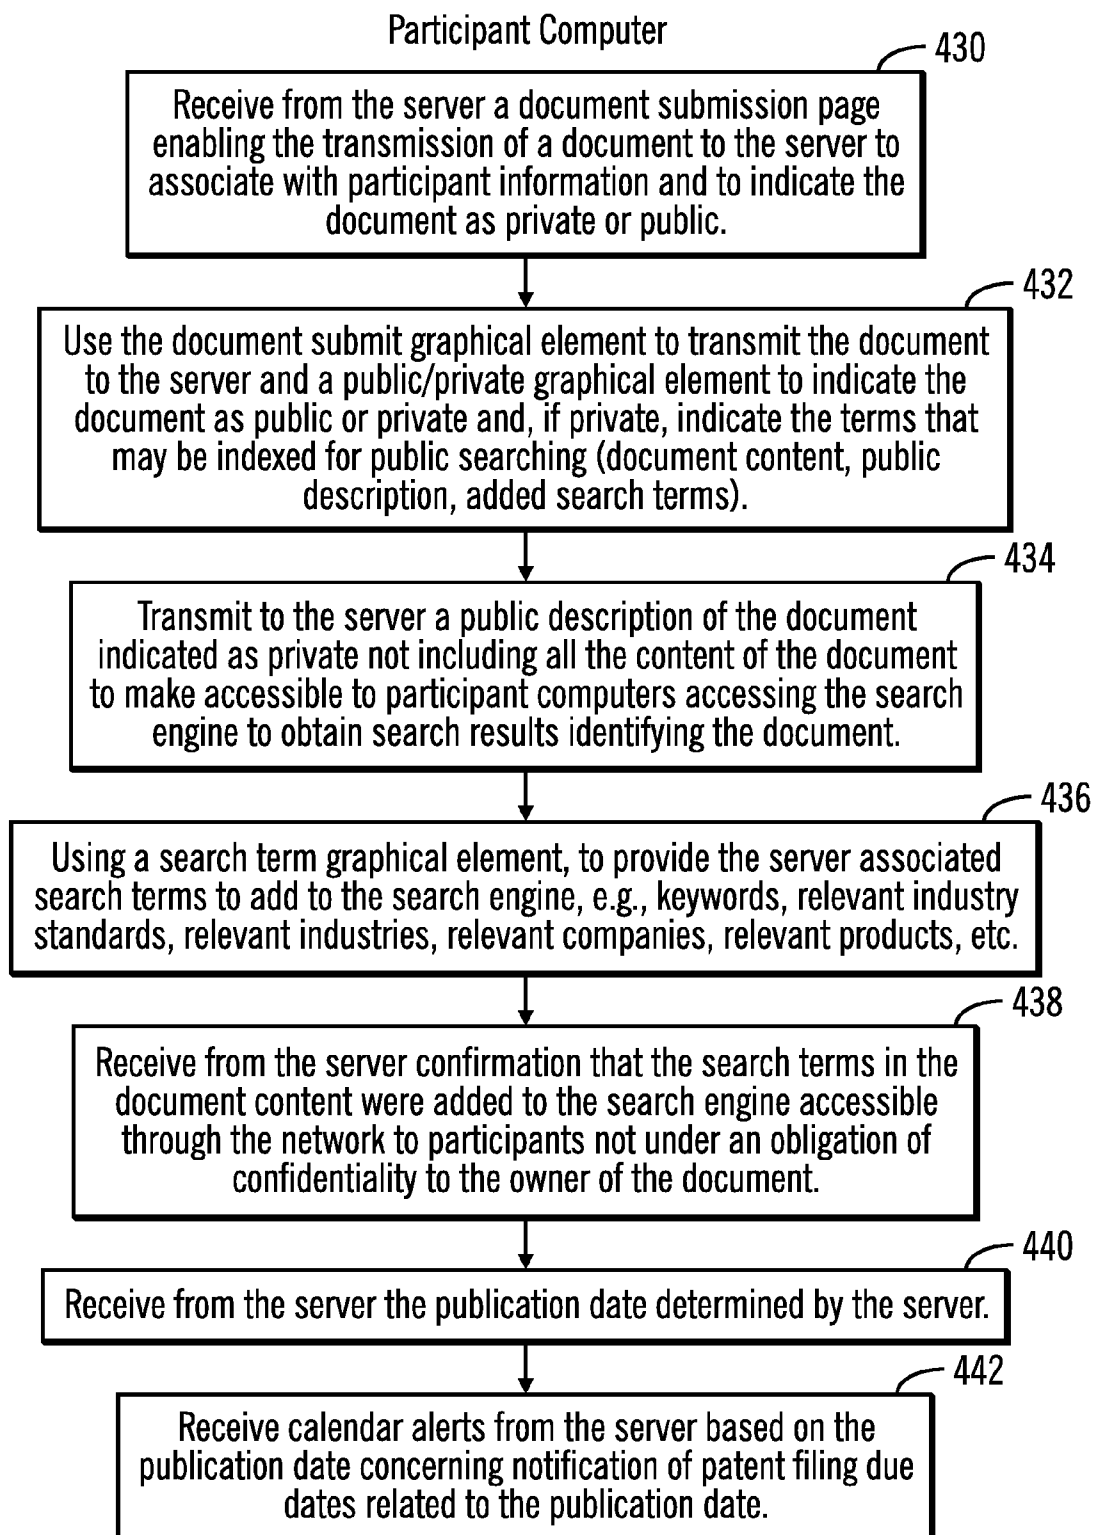 Participant Computer
430
Receive from the server a document submission page
enabling the transmission of a document to the server to
associate with participant information and to indicate the
document as private or public.
432
Use the document submit graphical element to transmit the document
to the server and a public/private graphical element to indicate the
document as public or private and, if private, indicate the terms that
may be indexed for public searching (document content, public
description, added search terms).
434
Transmit to the server a public description of the document
indicated as private not including all the content of the document
to make accessible to participant computers accessing the search
engine to obtain search results identifying the document.
436
Using a search term graphical element, to provide the server associated
search terms to add to the search engine, e.g., keywords, relevant industry
standards, relevant industries, relevant companies, relevant products, etc.
438
Receive from the server confirmation that the search terms in the
document content were added to the search engine accessible
through the network to participants not under an obligation of
confidentiality to the owner of the document.
440
Receive from the server the publication date determined by the server.
442
Receive calendar alerts from the server based on the
publication date concerning notification of patent filing due
dates related to the publication date.